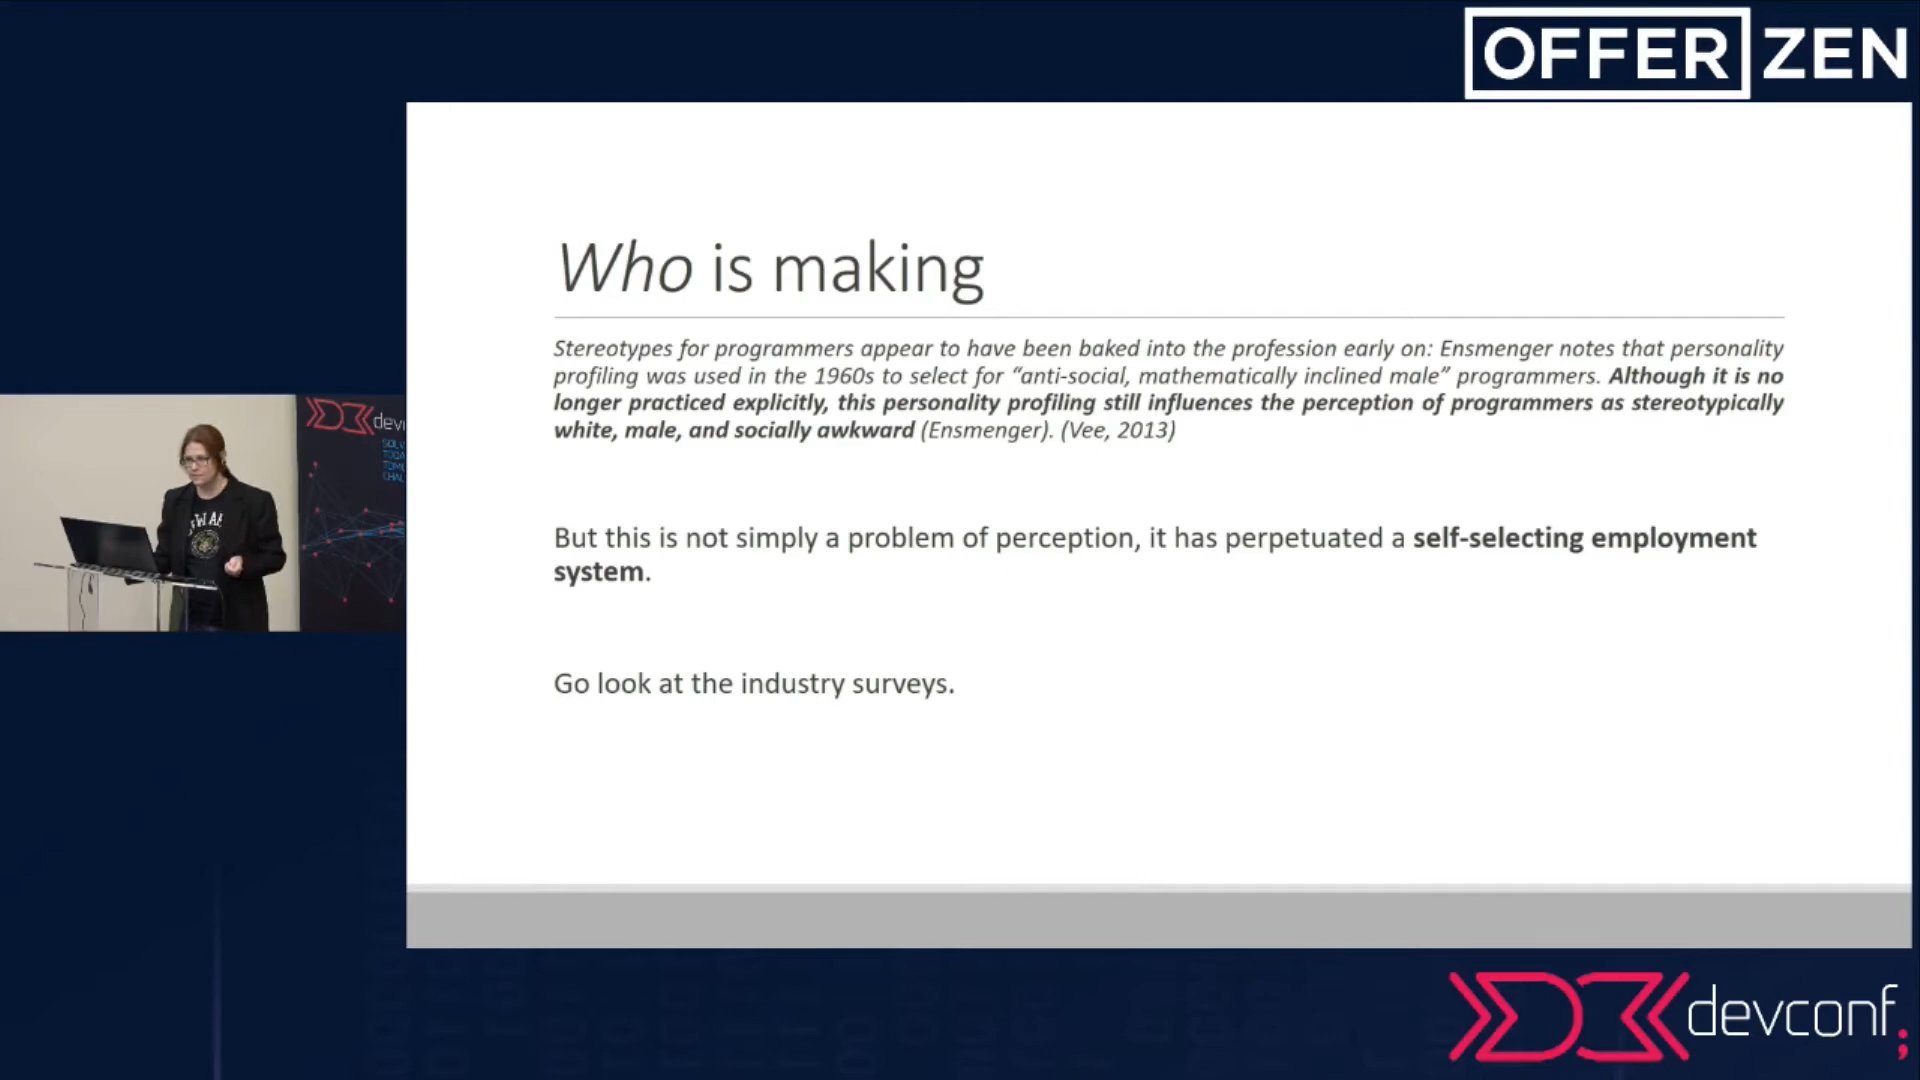 OFFER ZEN
Who is making
Stereotypes for programmers appear to have been baked into the profession early on: Ensmenger notes that personality
profiling was used in the 1960s to select for “anti-social, mathematically inclined male” programmers. Although it is no
longer practiced explicitly, this personality profiling still influences the perception of programmers as stereotypically
white, male, and socially awkward (Ensmenger). (Vee, 2013)
But this is not simply a problem of perception, it has perpetuated a self-selecting employment
system.
Go look at the industry surveys.
devconf;